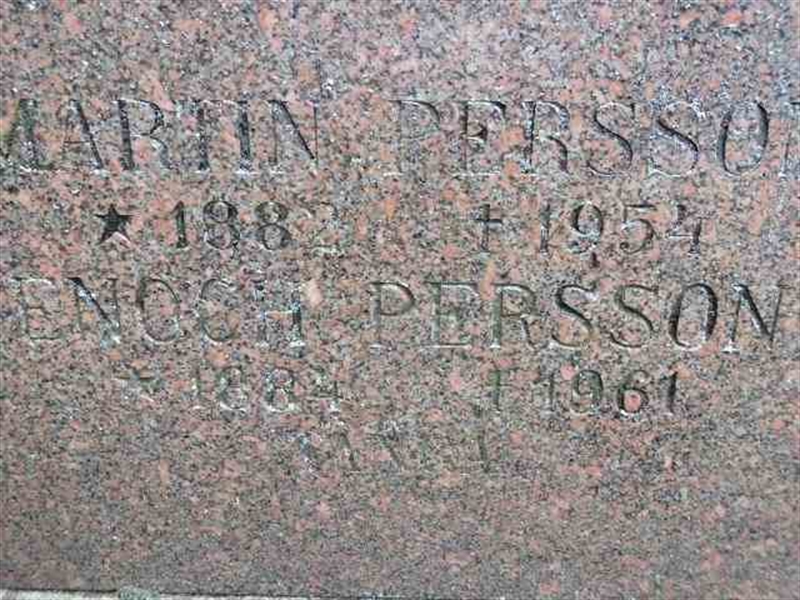 MARTIN PERSSON
★ 1882 † 1954
ENOCH PERSSON
★ 1884 † 1961